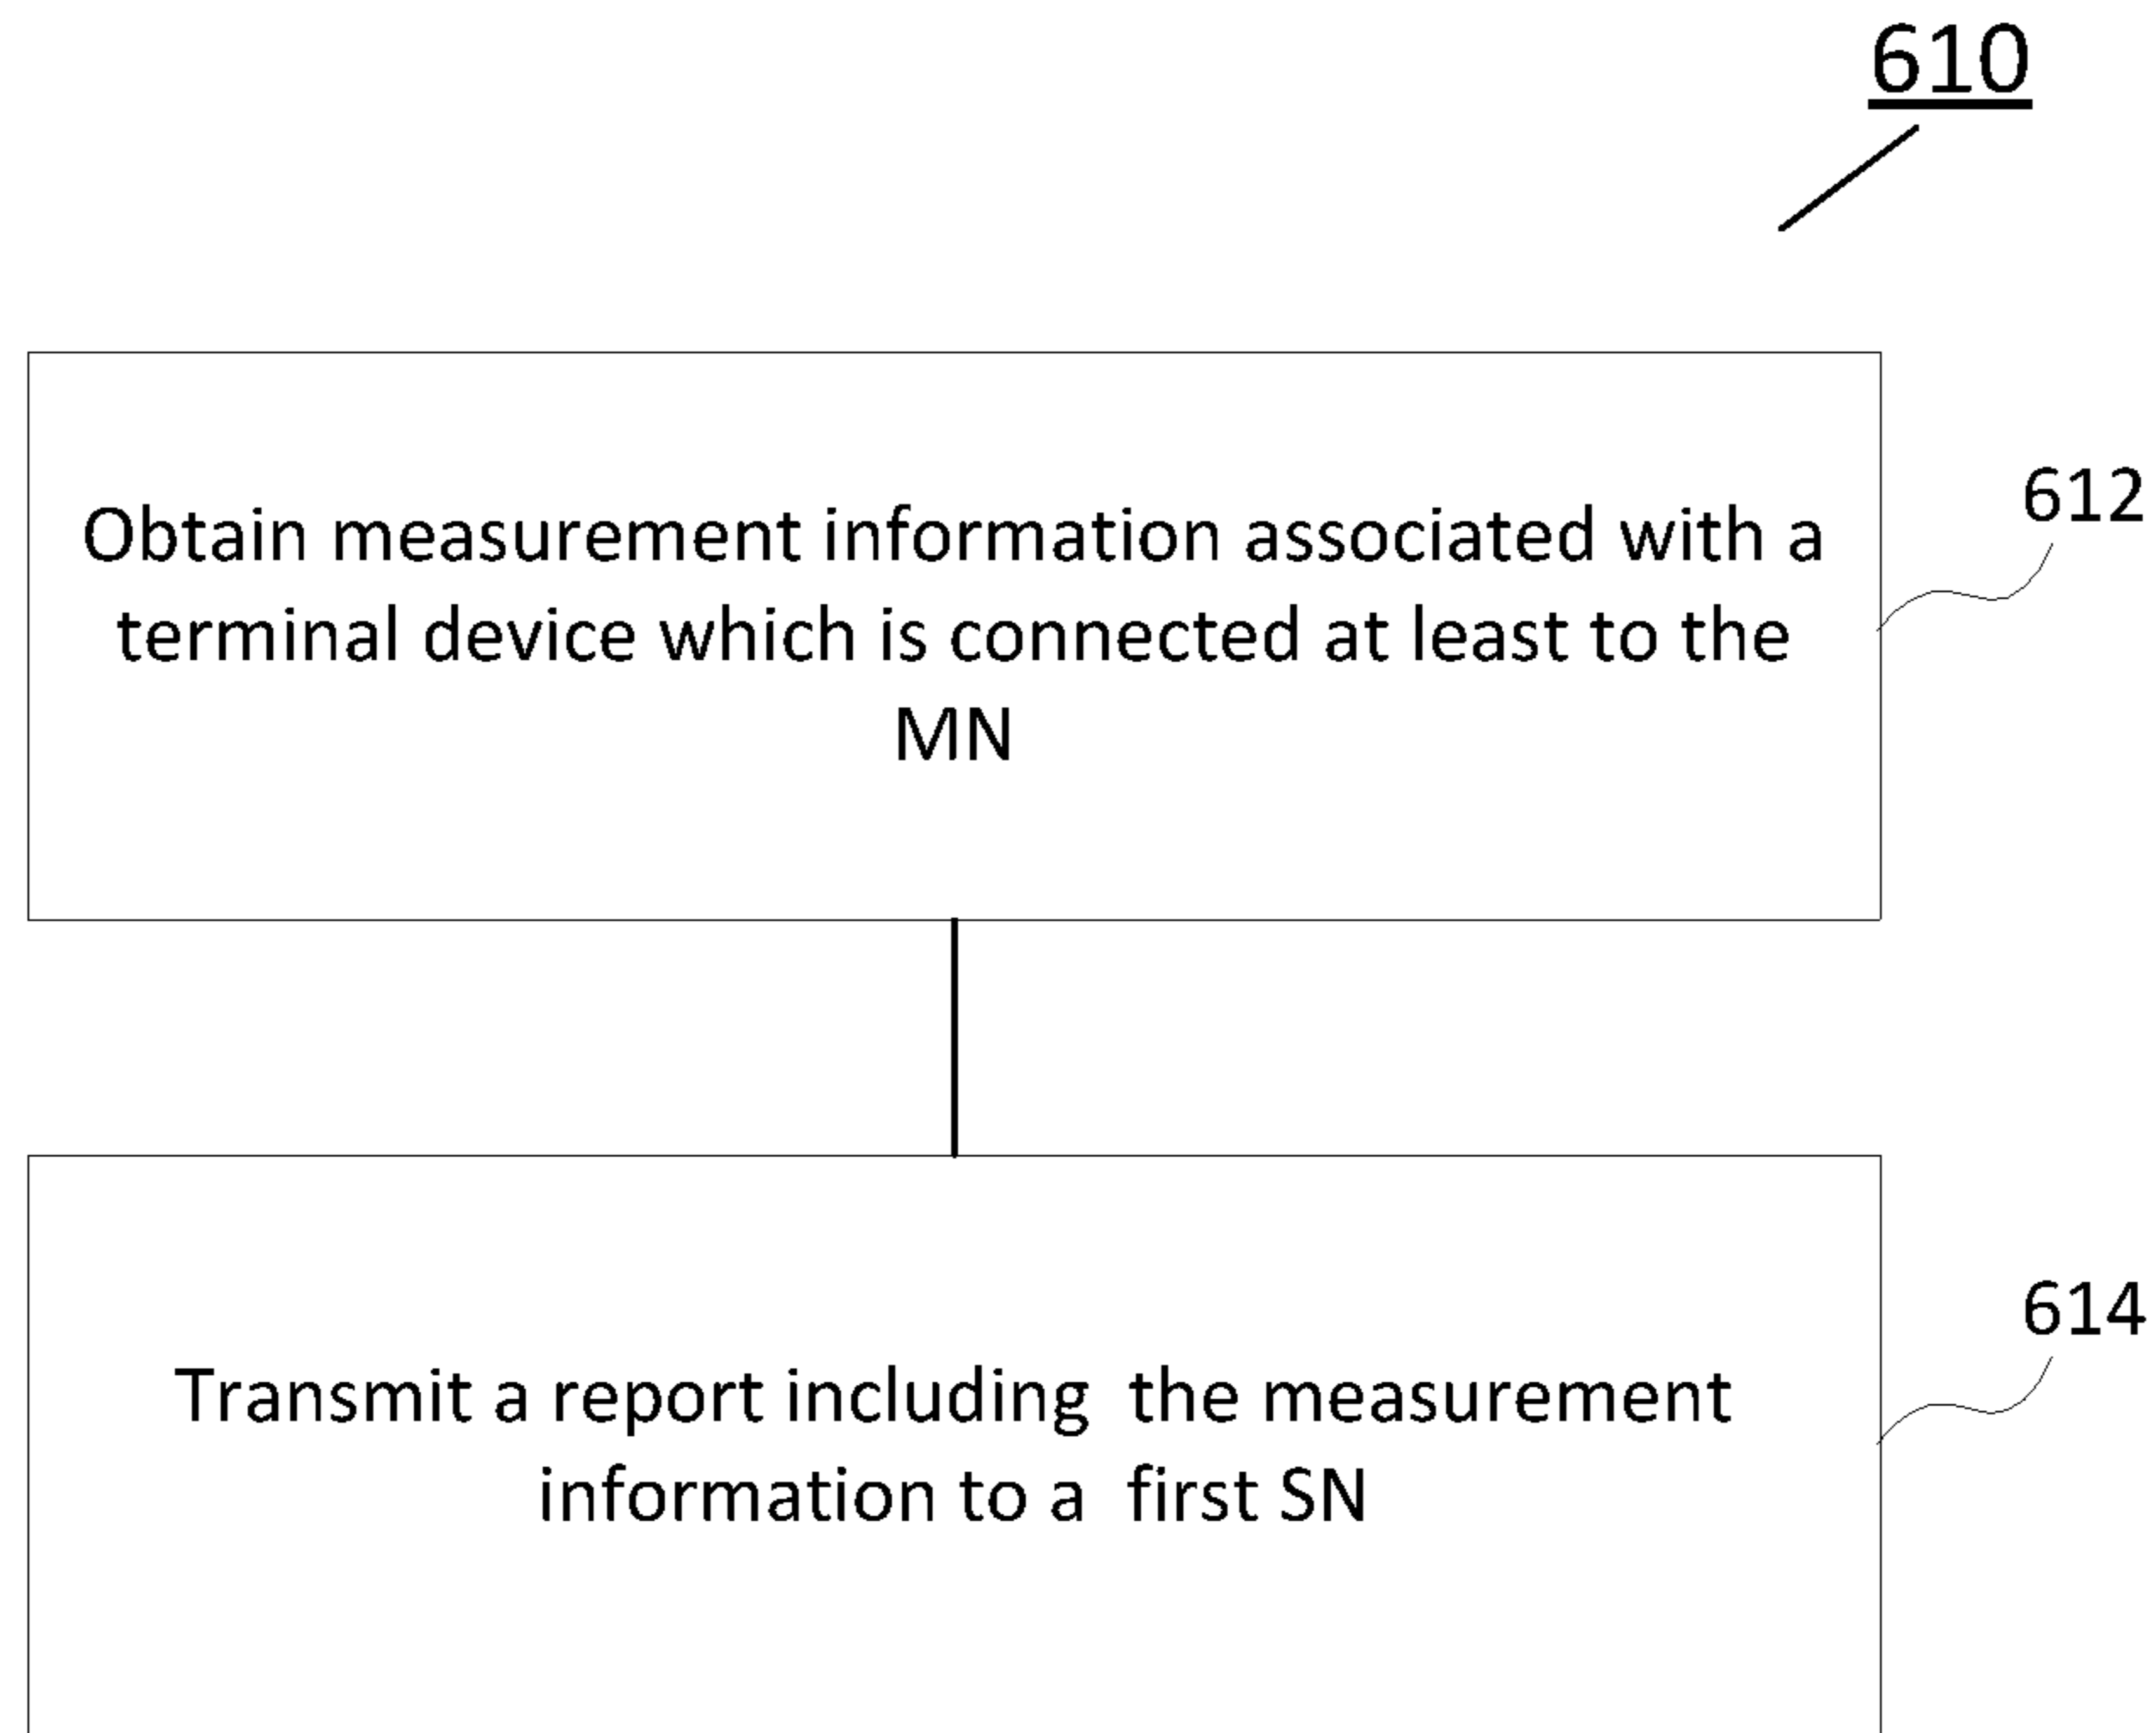 610
Obtain measurement information associated with a
612
terminal device which is connected at least to the
MN
614
Transmit a report including  the measurement
information to a  first SN